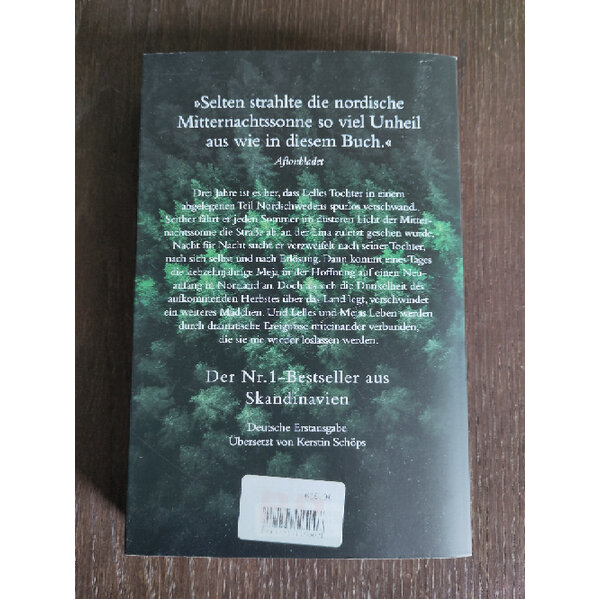 »Selten strahlte die nordische
Mitternachtssonne so viel Unheil
aus wie in diesem Buch.«
Aftonbladet
Drei Jahre ist es her, dass Lelles Tochter in einem
abgelegenen Teil Nordschwedens spurlos verschwand.
Seither fährt er jeden Sommer im düsteren Licht der Mitter-
nachtssonne die Straße ab, an der Lina zuletzt gesehen wurde.
Nacht für Nacht sucht er verzweifelt nach seiner Tochter,
nach sich selbst und nach Erlösung. Dann kommt eines Tages
die siebzehnjährige Meja in der Hoffnung auf einen Neu-
anfang in Norrland an. Doch als sich die Dunkelheit des
aufkommenden Herbstes über das Land legt, verschwindet
ein weiteres Mädchen. Und Lelles und Mejas Leben werden
durch dramatische Ereignisse miteinander verbunden,
die sie nie wieder loslassen werden.
Der Nr.1-Bestseller aus
Skandinavien
Deutsche Erstausgabe
Übersetzt von Kerstin Schöps